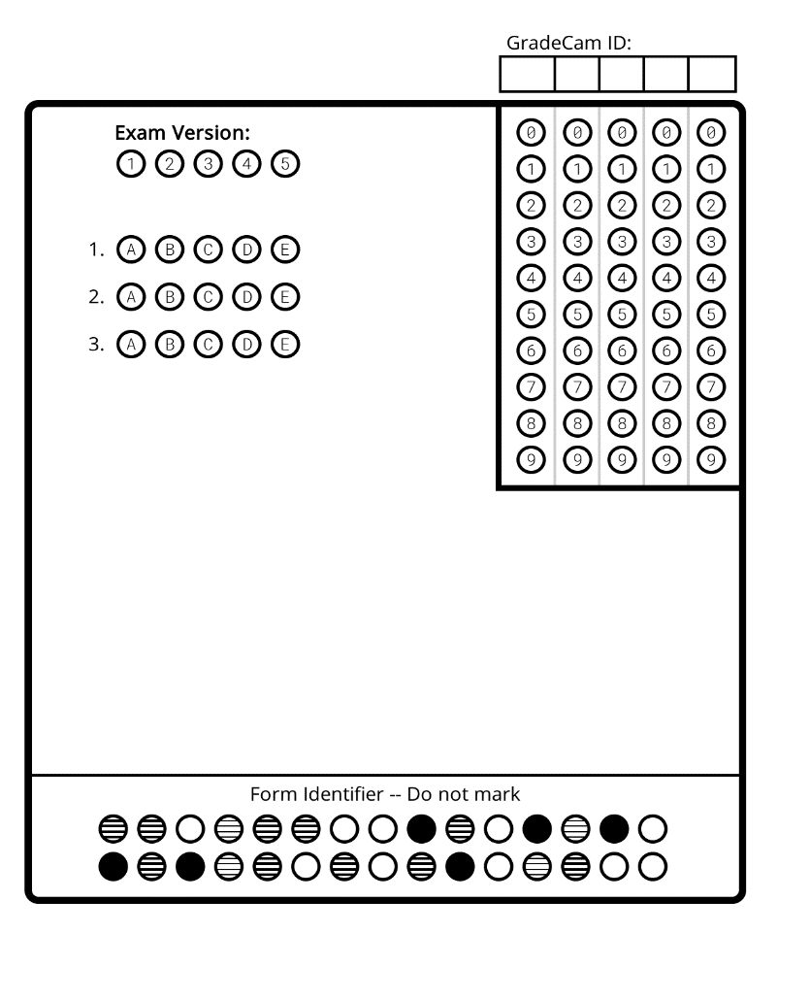 GradeCam ID:
Exam Version:
1 2 3 4 5
1. A B C D E
2. A B C D E
3. A B C D E
0 0 0 0 0
1 1 1 1 1
2 2 2 2 2
3 3 3 3 3
4 4 4 4 4
5 5 5 5 5
6 6 6 6 6
7 7 7 7 7
8 8 8 8 8
9 9 9 9 9
Form Identifier -- Do not mark